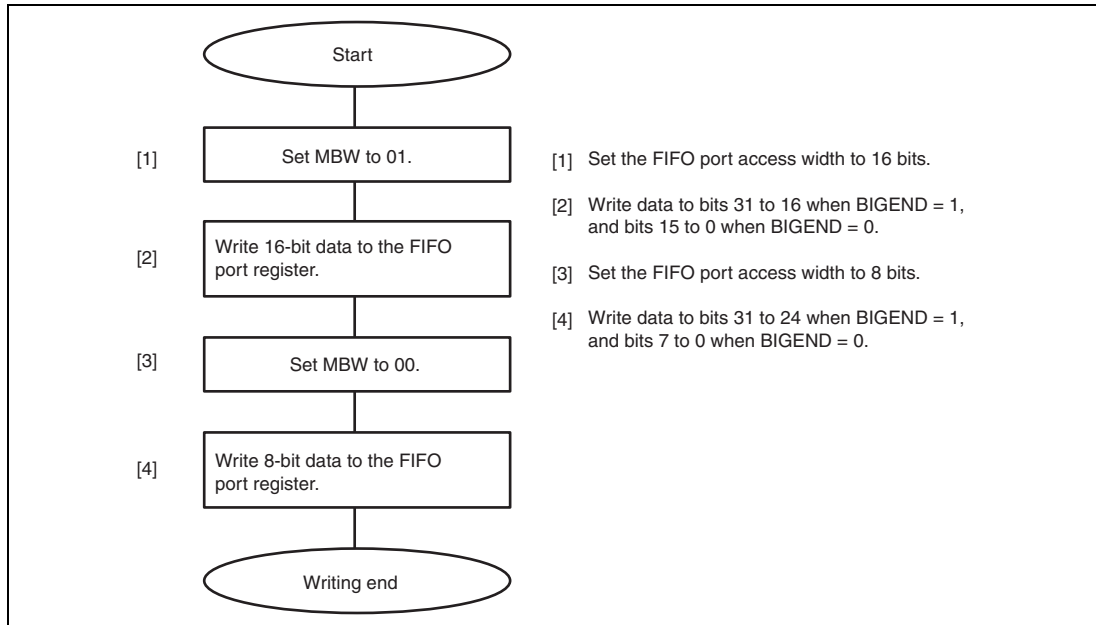 Start
[1]
Set MBW to 01.
[2]
Write 16-bit data to the FIFO
port register.
[3]
Set MBW to 00.
[4]
Write 8-bit data to the FIFO
port register.
Writing end
[1] Set the FIFO port access width to 16 bits.
[2] Write data to bits 31 to 16 when BIGEND = 1,
and bits 15 to 0 when BIGEND = 0.
[3] Set the FIFO port access width to 8 bits.
[4] Write data to bits 31 to 24 when BIGEND = 1,
and bits 7 to 0 when BIGEND = 0.